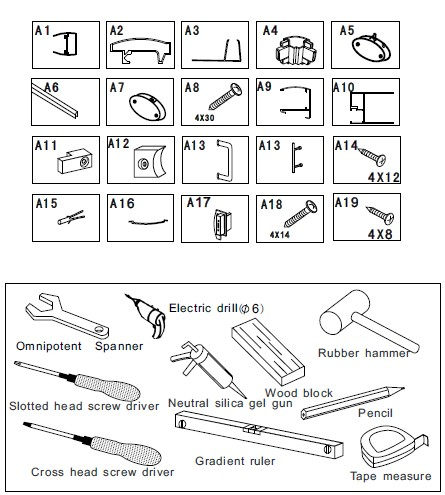 A1 A2 A3 A4 A5
A6 A7 A8 A9 A10
4X30
A11 A12 A13 A13 A14
4X12
A15 A16 A17 A18 A19
4X14 4X8
Electric drill(Φ6)
Omnipotent Spanner
Rubber hammer
Wood block
Slotted head screw driver
Neutral silica gel gun
Pencil
Gradient ruler
Cross head screw driver
Tape measure